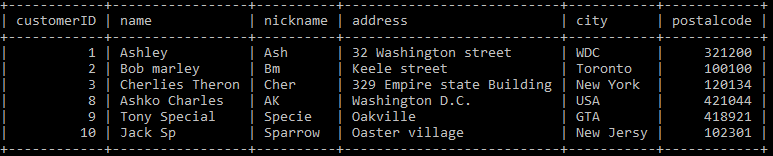 +------------+-----------------+----------+---------------------------+------------+------------+
| customerID | name            | nickname | address                   | city       | postalcode |
+------------+-----------------+----------+---------------------------+------------+------------+
|          1 | Ashley          | Ash      | 32 Washington street      | WDC        |     321200 |
|          2 | Bob marley      | Bm       | Keele street              | Toronto    |     100100 |
|          3 | Cherlies Theron | Cher     | 329 Empire state Building | New York   |     120134 |
|          8 | Ashko Charles   | AK       | Washington D.C.           | USA        |     421044 |
|          9 | Tony Special    | Specie   | Oakville                  | GTA        |     418921 |
|         10 | Jack Sp         | Sparrow  | Oaster village            | New Jersy  |     102301 |
+------------+-----------------+----------+---------------------------+------------+------------+